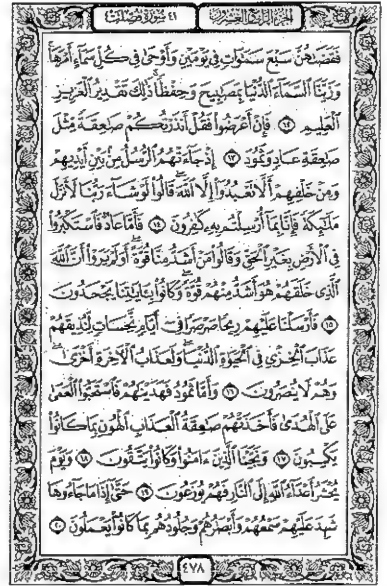 الجزء الرابع والعشرون
٤١ سورة فصلت
فَقَضَىٰهُنَّ سَبْعَ سَمَٰوَاتٍ فِي يَوْمَيْنِ وَأَوْحَىٰ فِي كُلِّ سَمَآءٍ أَمْرَهَا ۚ
وَزَيَّنَّا ٱلسَّمَآءَ ٱلدُّنْيَا بِمَصَٰبِيحَ وَحِفْظًا ۚ ذَٰلِكَ تَقْدِيرُ ٱلْعَزِيزِ
ٱلْعَلِيمِ ١٢ فَإِنْ أَعْرَضُوا۟ فَقُلْ أَنذَرْتُكُمْ صَٰعِقَةً مِّثْلَ
صَٰعِقَةِ عَادٍ وَثَمُودَ ١٣ إِذْ جَآءَتْهُمُ ٱلرُّسُلُ مِنۢ بَيْنِ أَيْدِيهِمْ
وَمِنْ خَلْفِهِمْ أَلَّا تَعْبُدُوٓا۟ إِلَّا ٱللَّهَ ۖ قَالُوا۟ لَوْ شَآءَ رَبُّنَا لَأَنزَلَ
مَلَٰٓئِكَةً فَإِنَّا بِمَآ أُرْسِلْتُم بِهِۦ كَٰفِرُونَ ١٤ فَأَمَّا عَادٌ فَٱسْتَكْبَرُوا۟
فِي ٱلْأَرْضِ بِغَيْرِ ٱلْحَقِّ وَقَالُوا۟ مَنْ أَشَدُّ مِنَّا قُوَّةً ۖ أَوَلَمْ يَرَوْا۟ أَنَّ ٱللَّهَ
ٱلَّذِي خَلَقَهُمْ هُوَ أَشَدُّ مِنْهُمْ قُوَّةً ۖ وَكَانُوا۟ بِـَٔايَٰتِنَا يَجْحَدُونَ
١٥ فَأَرْسَلْنَا عَلَيْهِمْ رِيحًا صَرْصَرًا فِيٓ أَيَّامٍ نَّحِسَاتٍ لِّنُذِيقَهُمْ
عَذَابَ ٱلْخِزْيِ فِي ٱلْحَيَوٰةِ ٱلدُّنْيَا ۖ وَلَعَذَابُ ٱلْءَاخِرَةِ أَخْزَىٰ ۖ
وَهُمْ لَا يُنصَرُونَ ١٦ وَأَمَّا ثَمُودُ فَهَدَيْنَٰهُمْ فَٱسْتَحَبُّوا۟ ٱلْعَمَىٰ
عَلَى ٱلْهُدَىٰ فَأَخَذَتْهُمْ صَٰعِقَةُ ٱلْعَذَابِ ٱلْهُونِ بِمَا كَانُوا۟
يَكْسِبُونَ ١٧ وَنَجَّيْنَا ٱلَّذِينَ ءَامَنُوا۟ وَكَانُوا۟ يَتَّقُونَ ١٨ وَيَوْمَ
يُحْشَرُ أَعْدَآءُ ٱللَّهِ إِلَى ٱلنَّارِ فَهُمْ يُوزَعُونَ ١٩ حَتَّىٰٓ إِذَا مَا جَآءُوهَا
شَهِدَ عَلَيْهِمْ سَمْعُهُمْ وَأَبْصَٰرُهُمْ وَجُلُودُهُم بِمَا كَانُوا۟ يَعْمَلُونَ ٢٠
٤٧٨